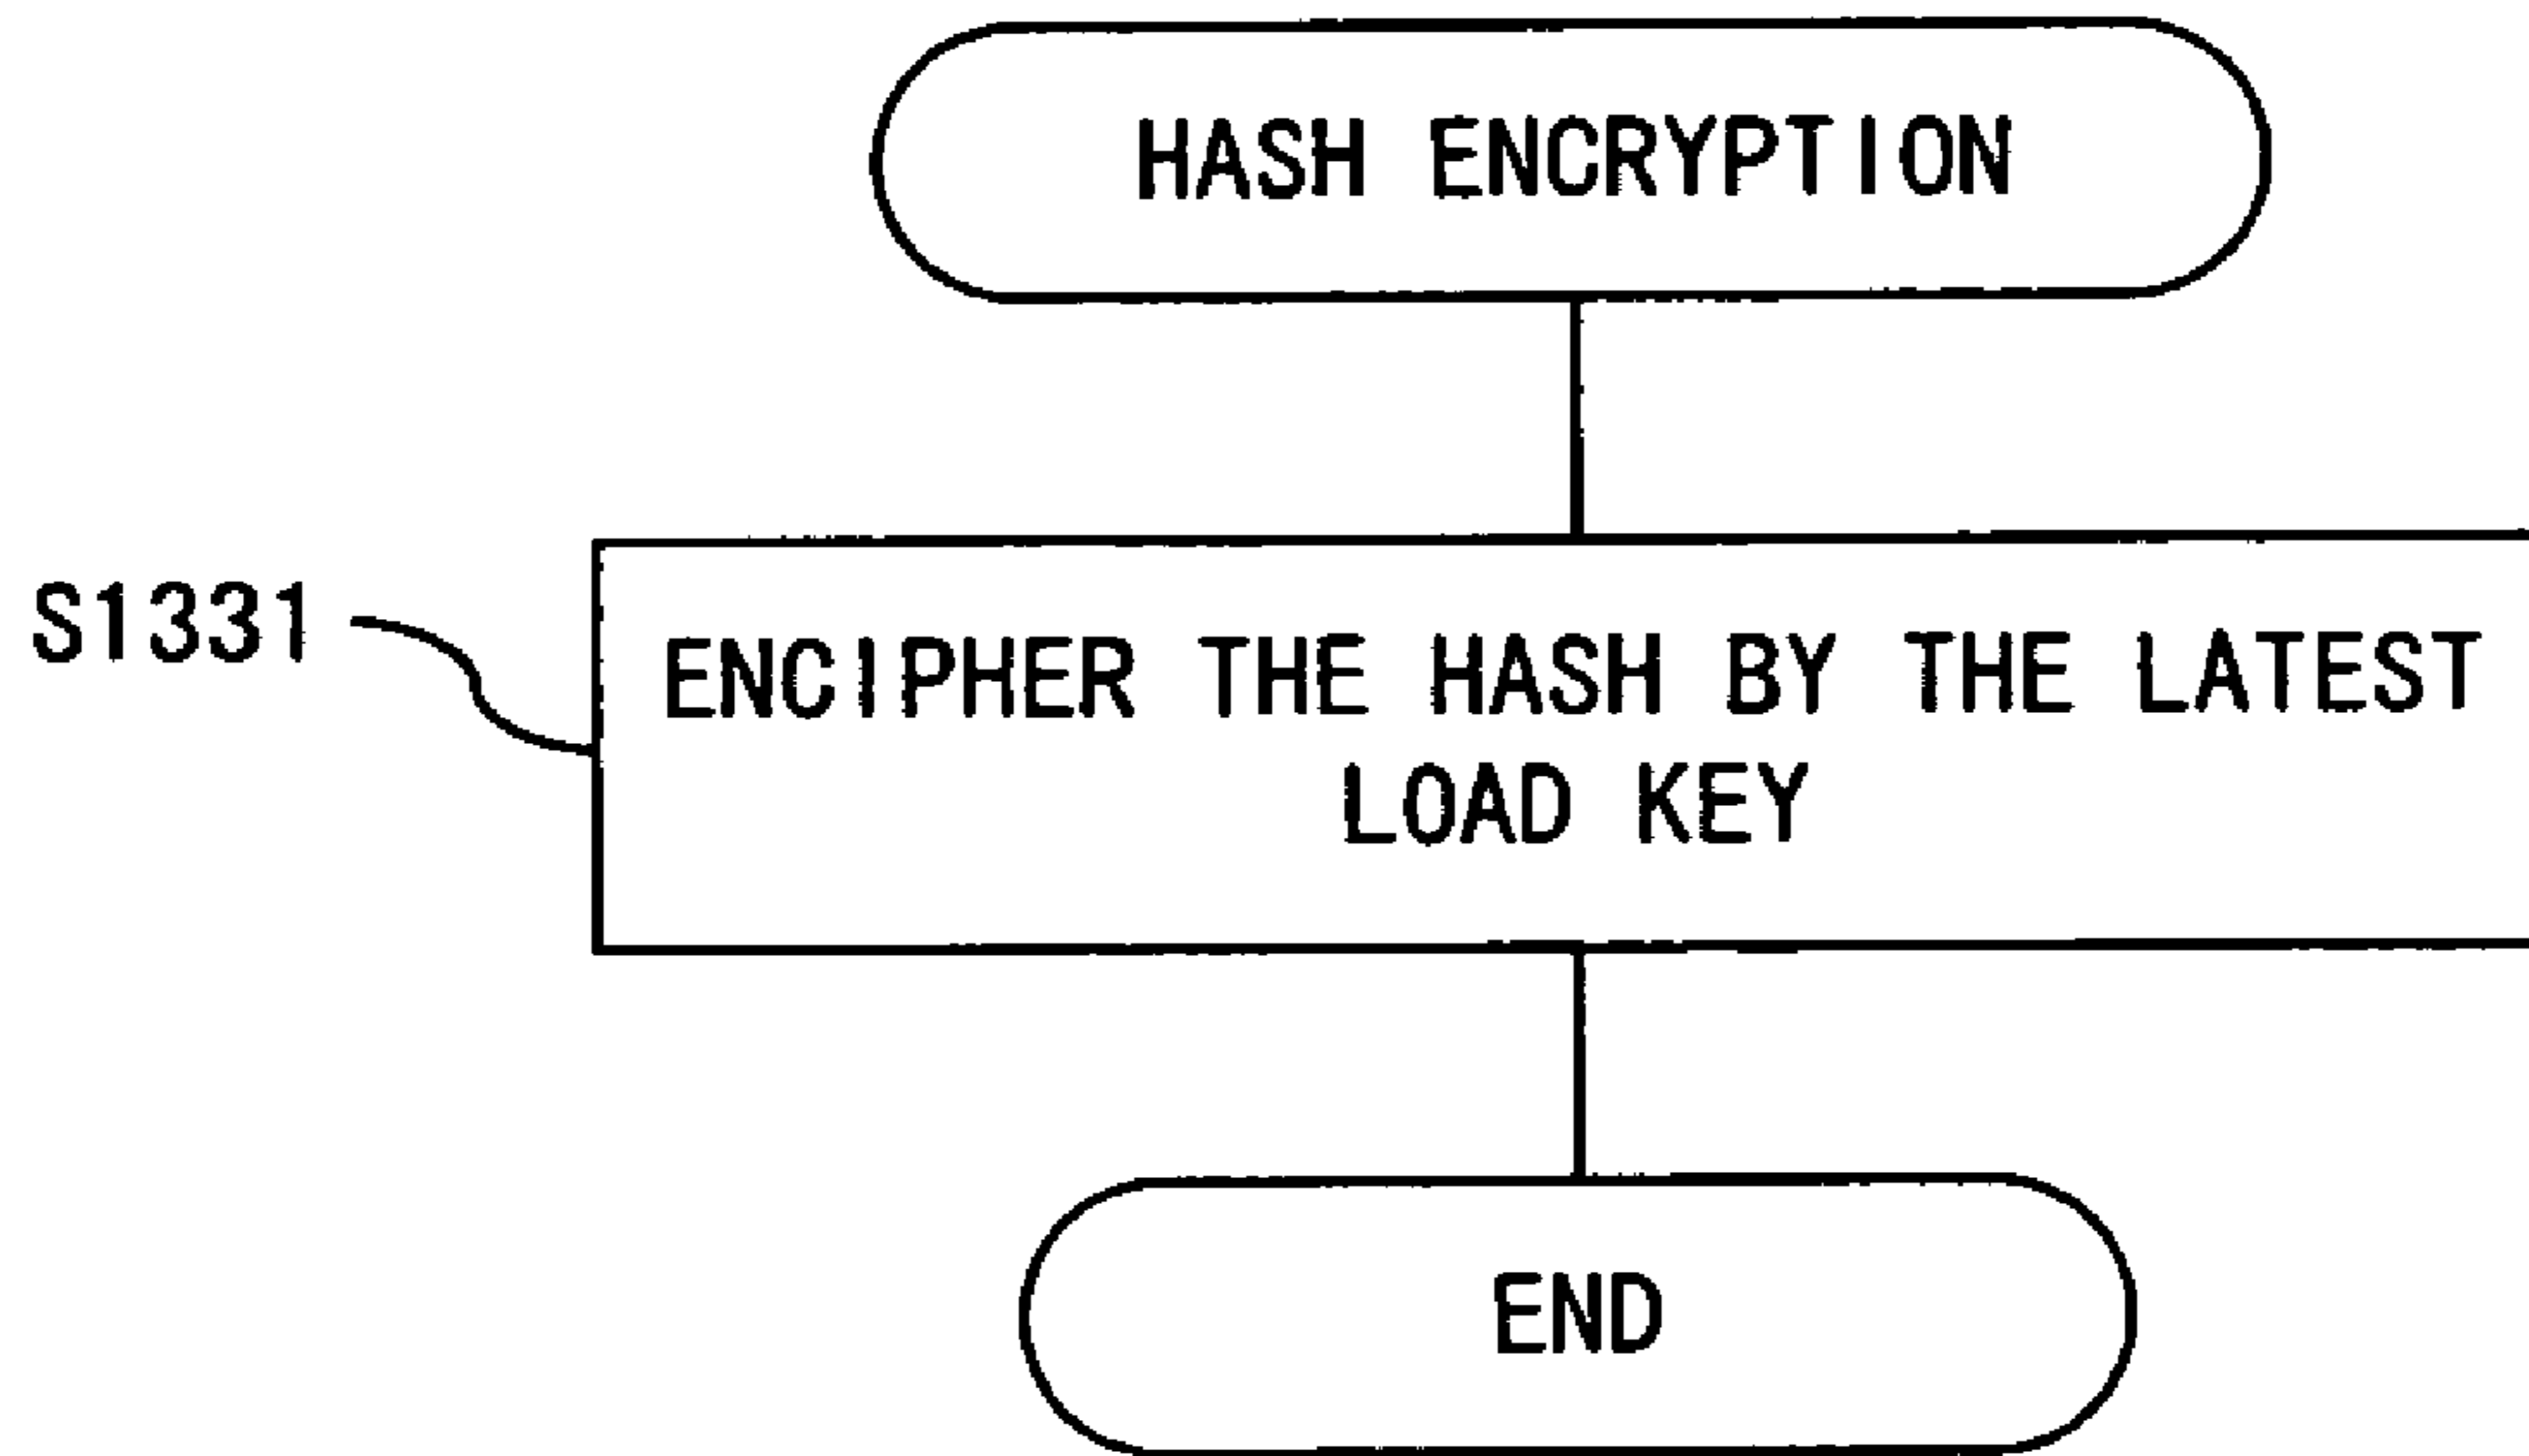 HASH ENCRYPTION
S1331
ENCIPHER THE HASH BY THE LATEST
LOAD KEY
END